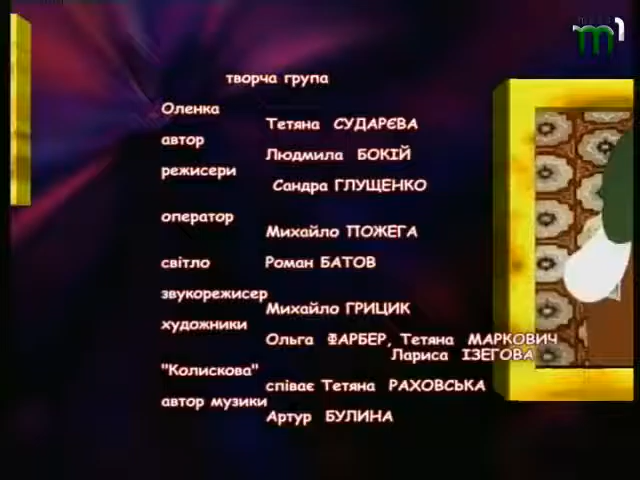 творча група
Оленка
Тетяна СУДАРЄВА
автор
Людмила БОКІЙ
режисери
Сандра ГЛУЩЕНКО
оператор
Михайло ПОЖЕГА
світло Роман БАТОВ
звукорежисер
Михайло ГРИЦИК
художники
Ольга ФАРБЕР, Тетяна МАРКОВИЧ
Лариса ІЗЕГОВА
"Колискова"
співає Тетяна РАХОВСЬКА
автор музики
Артур БУЛИНА
m1